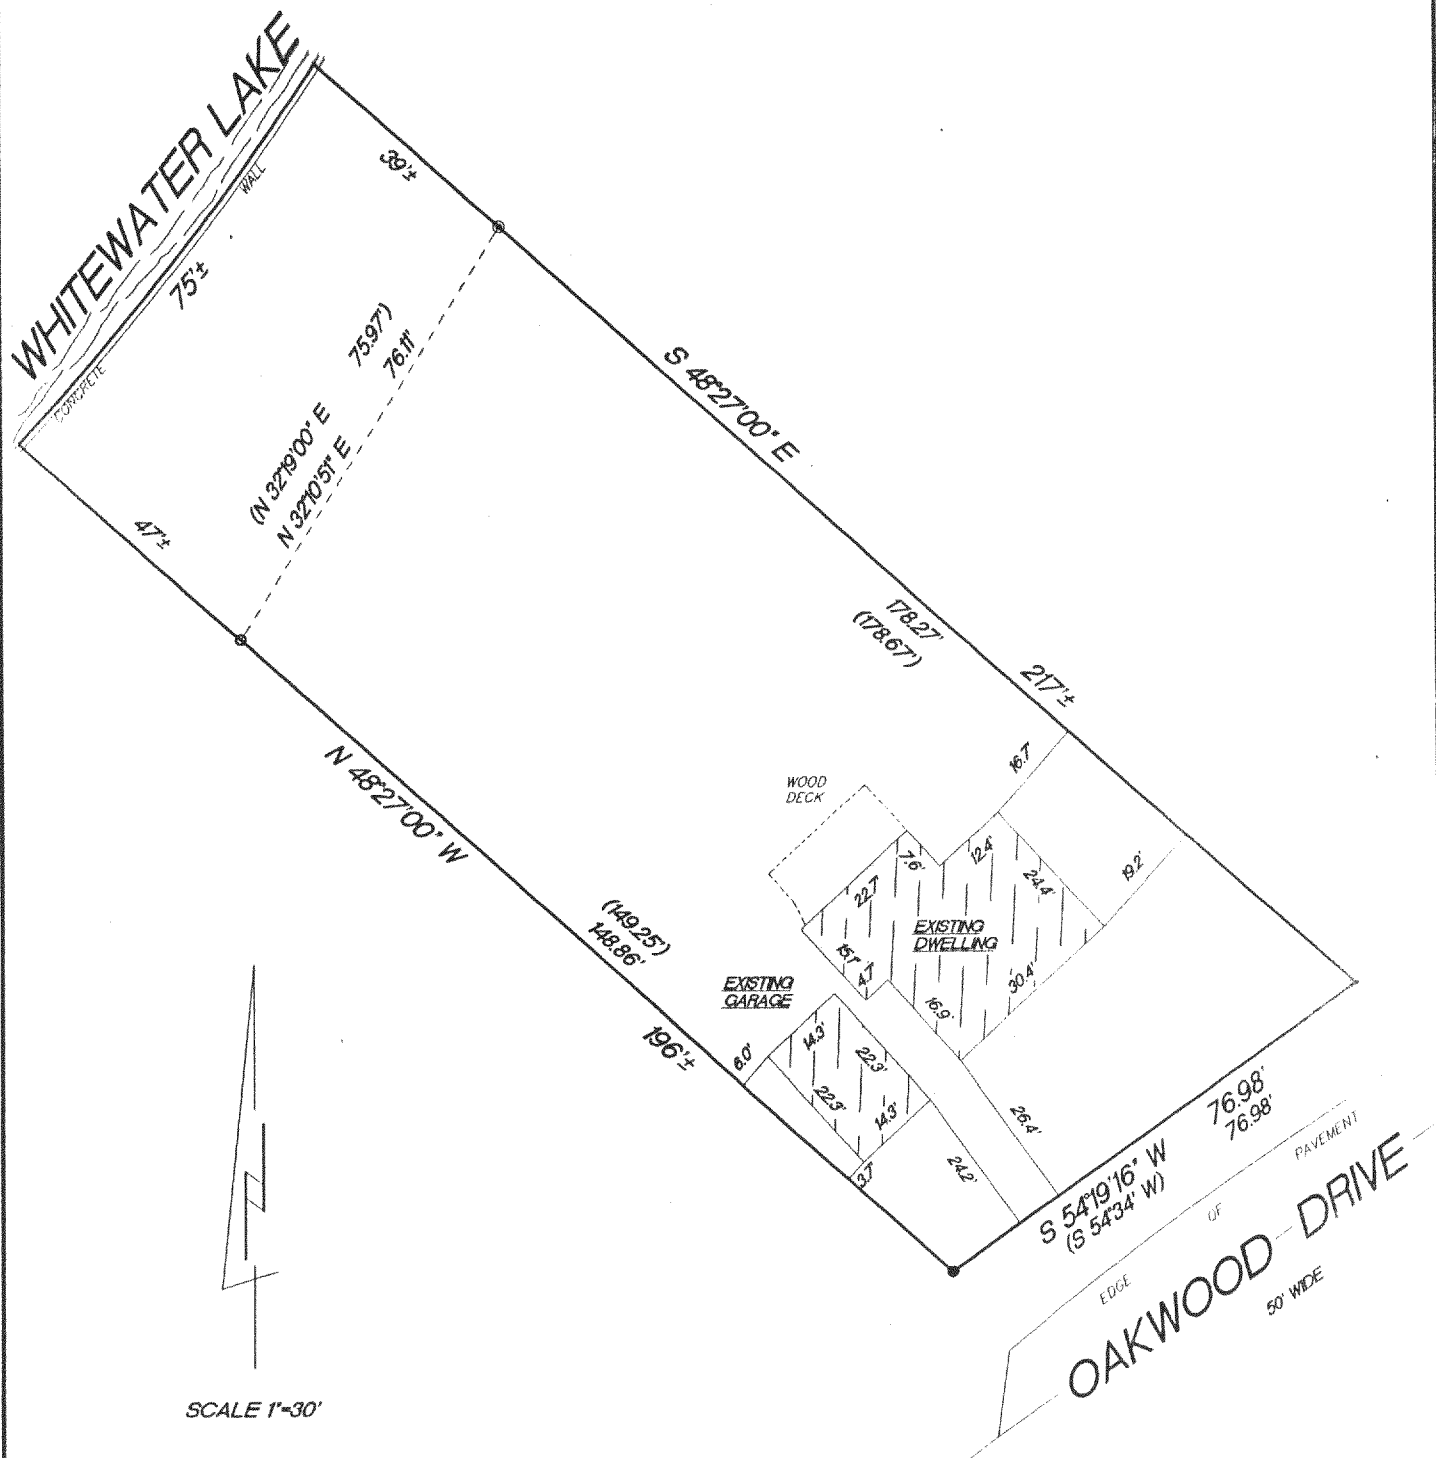 WHITEWATER LAKE
CONCRETE
WALL
75'±
39'±
47'±
(N 32°19'00" E 75.97')
N 32°10'51" E 76.11'
S 48°27'00" E
178.27'
(178.67')
217'±
N 48°27'00" W
(149.25')
148.86'
196'±
WOOD
DECK
16.7'
19.2'
22.7'
7.6'
12.4'
24.4'
EXISTING
DWELLING
15.1'
4.7'
16.9'
30.4'
EXISTING
GARAGE
6.0'
14.3'
22.3'
22.3'
14.3'
3.7'
24.2'
26.4'
S 54°19'16" W 76.98'
(S 54°34' W) 76.98'
EDGE OF PAVEMENT
OAKWOOD DRIVE
50' WIDE
SCALE 1"=30'